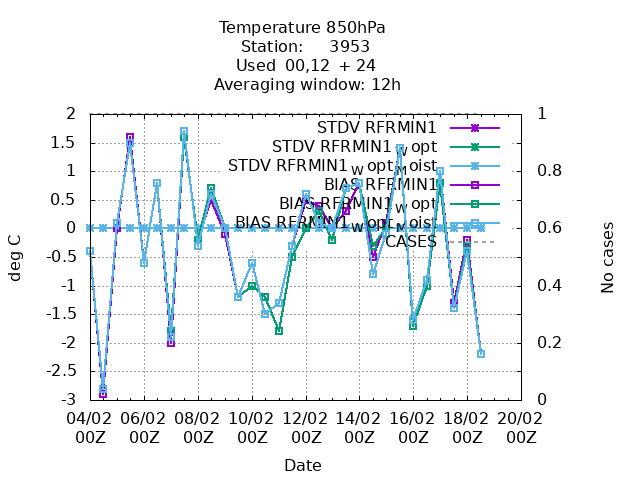 Temperature 850hPa
Station: 3953
Used 00,12 + 24
Averaging window: 12h
deg C
2
1.5
1
0.5
0
-0.5
-1
-1.5
-2
-2.5
-3
STDV RFRMIN1
STDV RFRMIN1 W opt
STDV RFRMIN1 W opt M oist
BIAS RFRMIN1
BIAS RFRMIN1 W opt
BIAS RFRMIN1 W opt M oist
CASES
1
0.8
0.6
0.4
0.2
0
No cases
04/02 06/02 08/02 10/02 12/02 14/02 16/02 18/02 20/02
00Z 00Z 00Z 00Z 00Z 00Z 00Z 00Z 00Z
Date